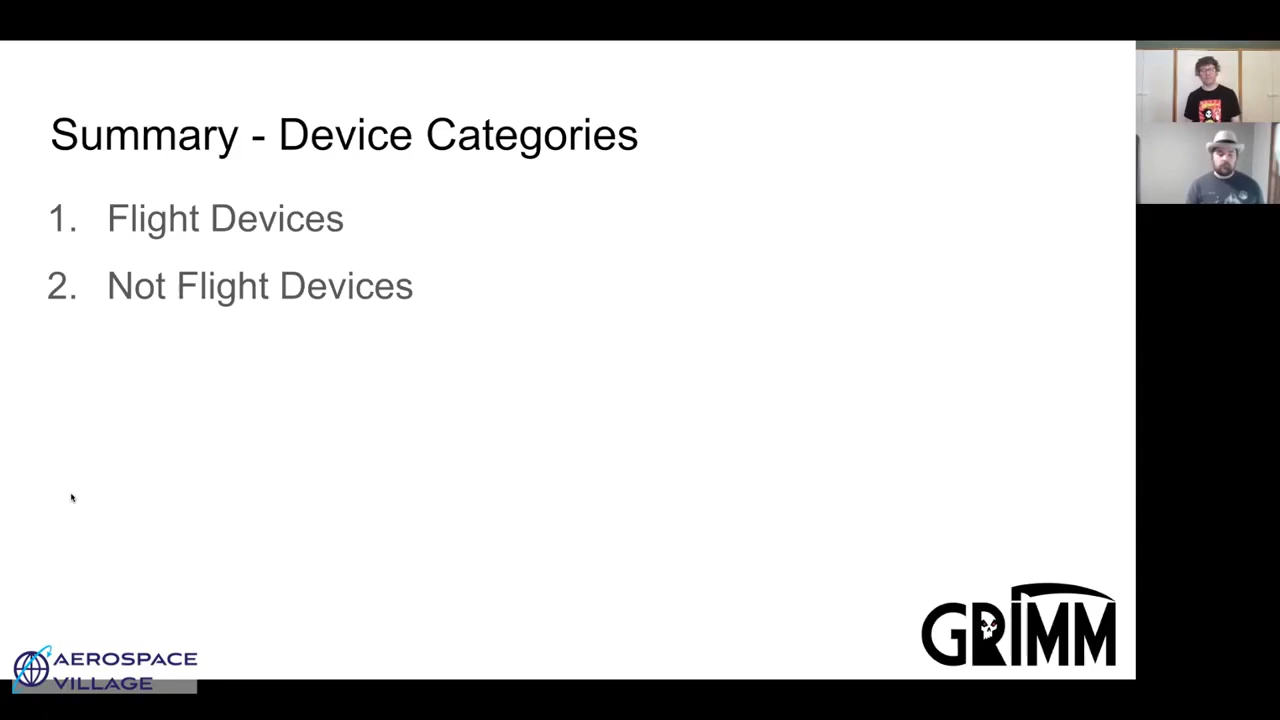 Summary - Device Categories
1. Flight Devices
2. Not Flight Devices
GRIMM
AEROSPACE
VILLAGE